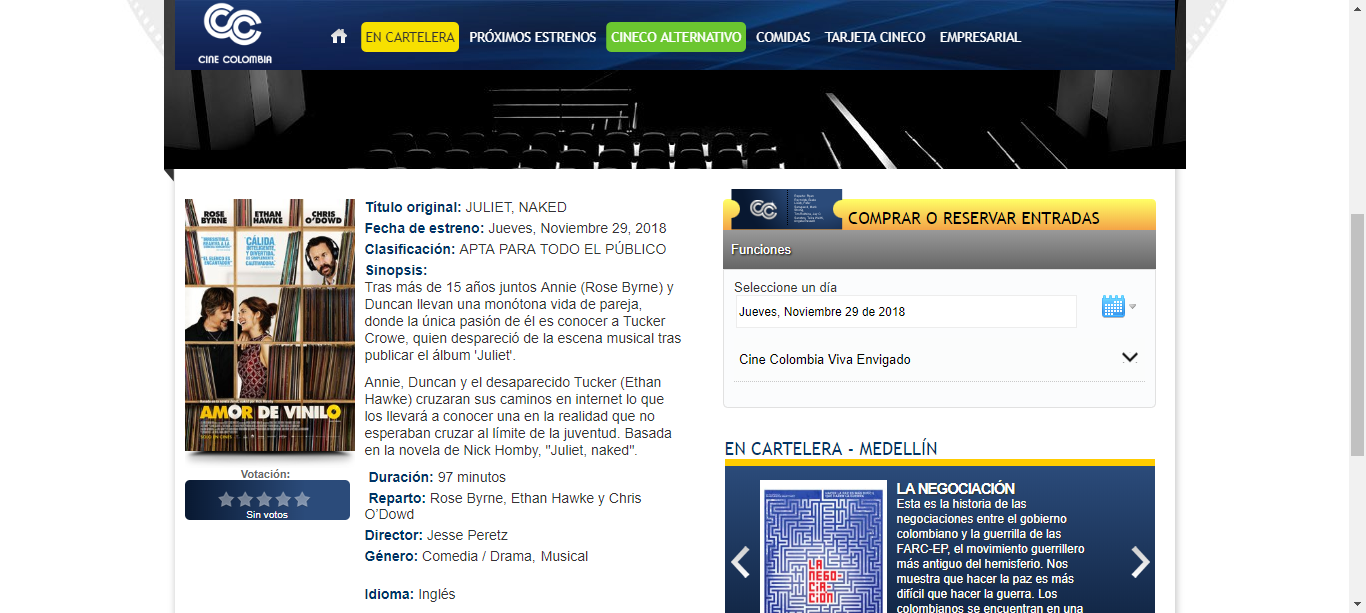 CINE COLOMBIA
EN CARTELERA
PRÓXIMOS ESTRENOS
CINECO ALTERNATIVO
COMIDAS
TARJETA CINECO
EMPRESARIAL
ROSE BYRNE
ETHAN HAWKE
CHRIS O'DOWD
CÁLIDA
INTELIGENTE,
Y DIVERTIDA,
AMOR DE VINILO
Votación:
Sin votos
Título original: JULIET, NAKED
Fecha de estreno: Jueves, Noviembre 29, 2018
Clasificación: APTA PARA TODO EL PÚBLICO
Sinopsis:
Tras más de 15 años juntos Annie (Rose Byrne) y
Duncan llevan una monótona vida de pareja,
donde la única pasión de él es conocer a Tucker
Crowe, quien despareció de la escena musical tras
publicar el álbum 'Juliet'.
Annie, Duncan y el desaparecido Tucker (Ethan
Hawke) cruzaran sus caminos en internet lo que
los llevará a conocer una en la realidad que no
esperaban cruzar al límite de la juventud. Basada
en la novela de Nick Homby, "Juliet, naked".
Duración: 97 minutos
Reparto: Rose Byrne, Ethan Hawke y Chris
O'Dowd
Director: Jesse Peretz
Género: Comedia / Drama, Musical
Idioma: Inglés
COMPRAR O RESERVAR ENTRADAS
Funciones
Seleccione un día
Jueves, Noviembre 29 de 2018
Cine Colombia Viva Envigado
EN CARTELERA - MEDELLÍN
LA NEGOCIACIÓN
LA NEGOCIACIÓN
Esta es la historia de las
negociaciones entre el gobierno
colombiano y la guerrilla de las
FARC-EP, el movimiento guerrillero
más antiguo del hemisferio. Nos
muestra que hacer la paz es más
difícil que hacer la guerra. Los
colombianos se encuentran en una